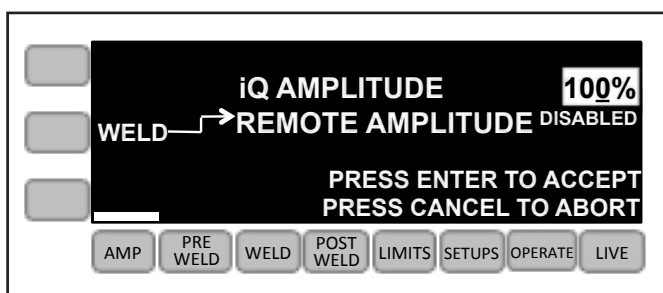 iQ AMPLITUDE 100%
WELD REMOTE AMPLITUDE DISABLED
PRESS ENTER TO ACCEPT
PRESS CANCEL TO ABORT
AMP PRE WELD WELD POST WELD LIMITS SETUPS OPERATE LIVE